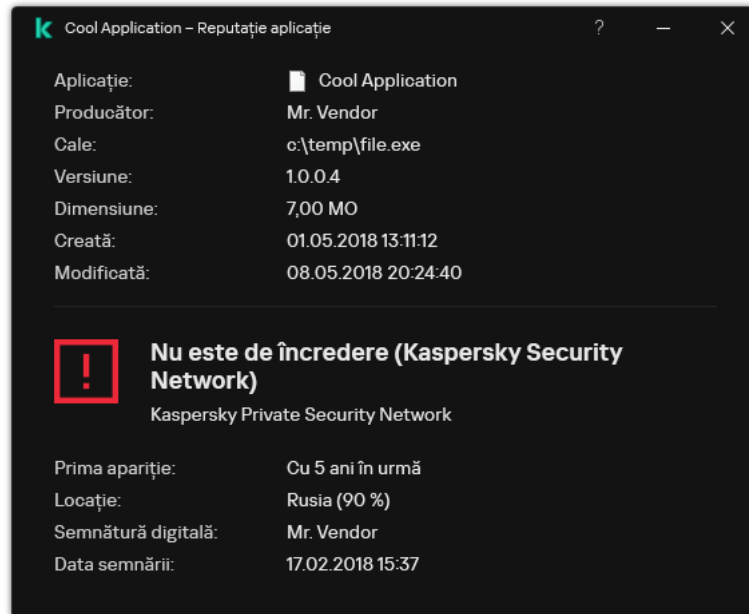 Cool Application – Reputație aplicație ?
Aplicație: Cool Application
Producător: Mr. Vendor
Cale: c:\temp\file.exe
Versiune: 1.0.0.4
Dimensiune: 7,00 MO
Creată: 01.05.2018 13:11:12
Modificată: 08.05.2018 20:24:40
! Nu este de încredere (Kaspersky Security
Network)
Kaspersky Private Security Network
Prima apariție: Cu 5 ani în urmă
Locație: Rusia (90 %)
Semnătură digitală: Mr. Vendor
Data semnării: 17.02.2018 15:37